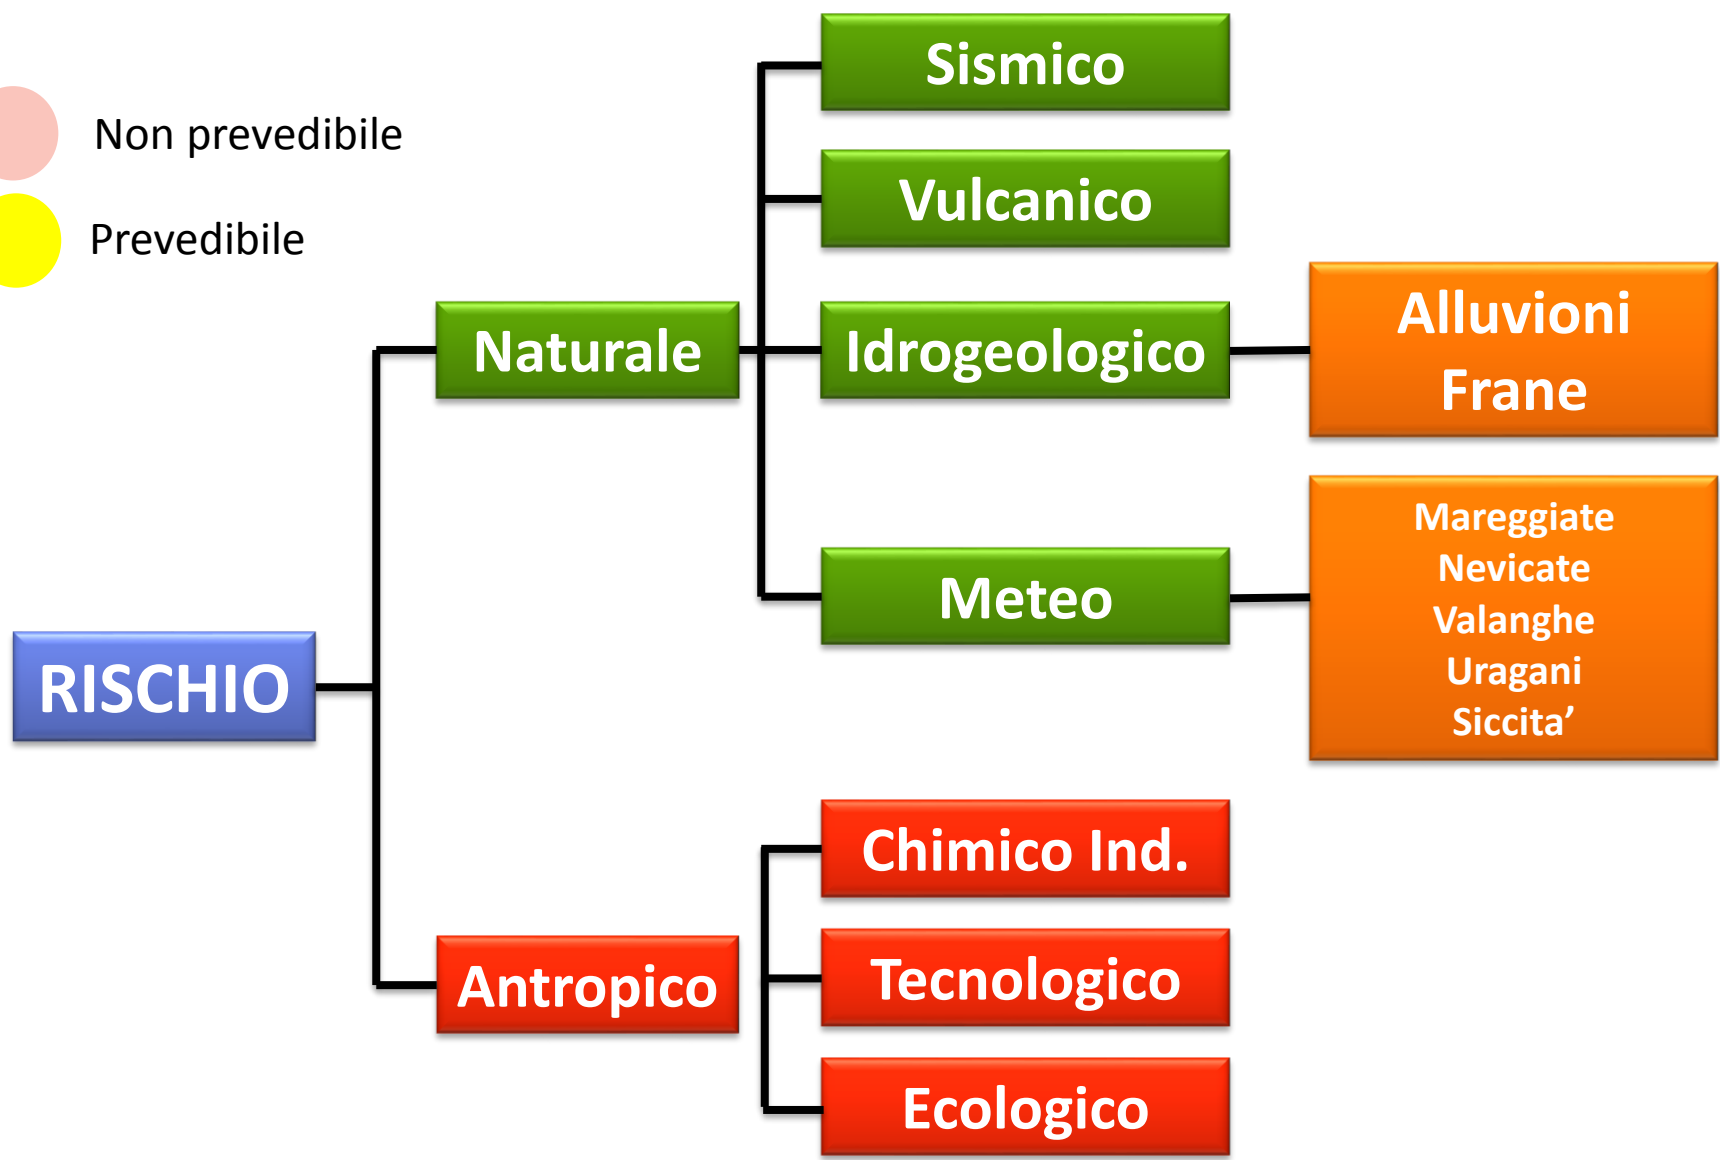 Non prevedibile
Prevedibile
RISCHIO
Naturale
Sismico
Vulcanico
Idrogeologico
Alluvioni
Frane
Meteo
Mareggiate
Nevicate
Valanghe
Uragani
Siccita’
Antropico
Chimico Ind.
Tecnologico
Ecologico